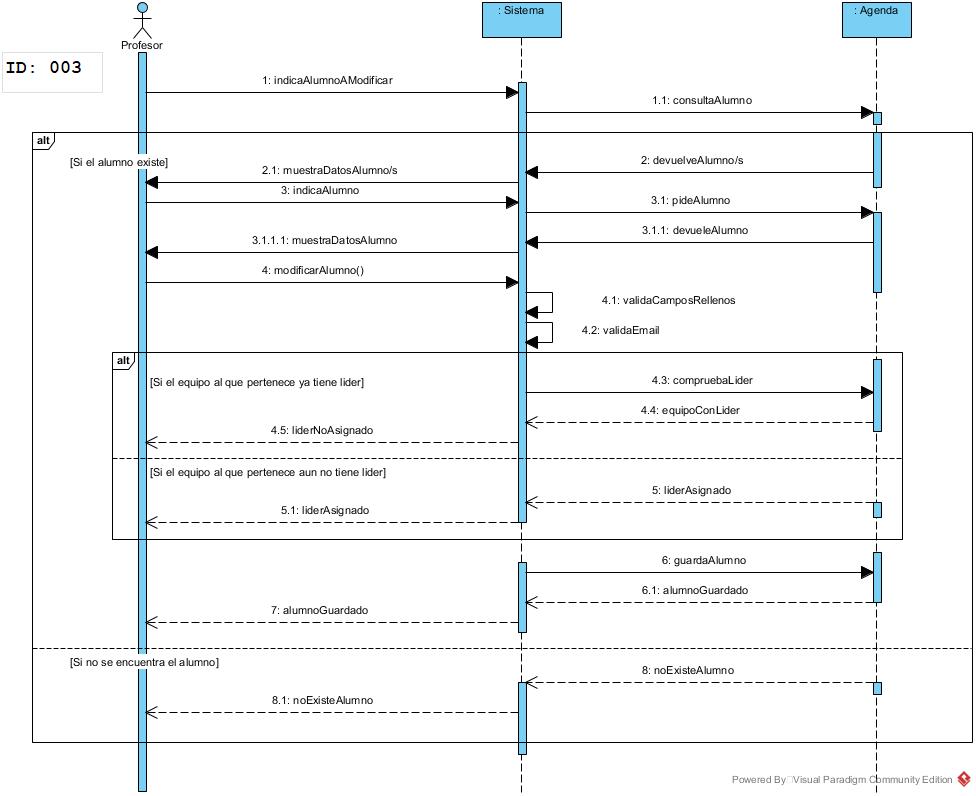 : Sistema
: Agenda
Profesor
ID: 003
1: indicaAlumnoAModificar
1.1: consultaAlumno
alt
[Si el alumno existe]
2: devuelveAlumno/s
2.1: muestraDatosAlumno/s
3: indicaAlumno
3.1: pideAlumno
3.1.1: devueleAlumno
3.1.1.1: muestraDatosAlumno
4: modificarAlumno()
4.1: validaCamposRellenos
4.2: validaEmail
alt
[Si el equipo al que pertenece ya tiene lider]
4.3: compruebaLider
4.4: equipoConLider
4.5: liderNoAsignado
[Si el equipo al que pertenece aun no tiene lider]
5: liderAsignado
5.1: liderAsignado
6: guardaAlumno
6.1: alumnoGuardado
7: alumnoGuardado
[Si no se encuentra el alumno]
8: noExisteAlumno
8.1: noExisteAlumno
Powered By Visual Paradigm Community Edition